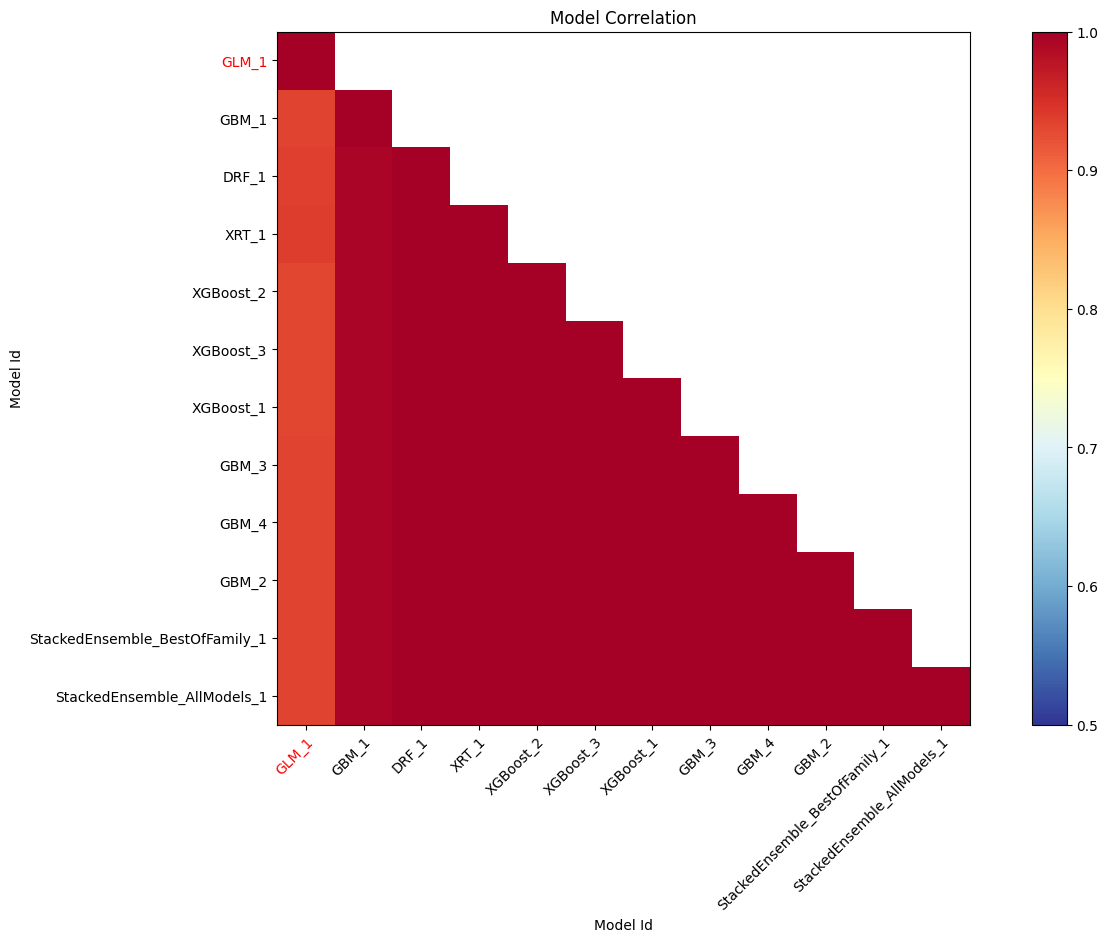 Model Correlation
GLM_1
GBM_1
DRF_1
XRT_1
XGBoost_2
XGBoost_3
XGBoost_1
GBM_3
GBM_4
GBM_2
StackedEnsemble_BestOfFamily_1
StackedEnsemble_AllModels_1
Model Id
GLM_1
GBM_1
DRF_1
XRT_1
XGBoost_2
XGBoost_3
XGBoost_1
GBM_3
GBM_4
GBM_2
StackedEnsemble_BestOfFamily_1
StackedEnsemble_AllModels_1
Model Id
1.0
0.9
0.8
0.7
0.6
0.5